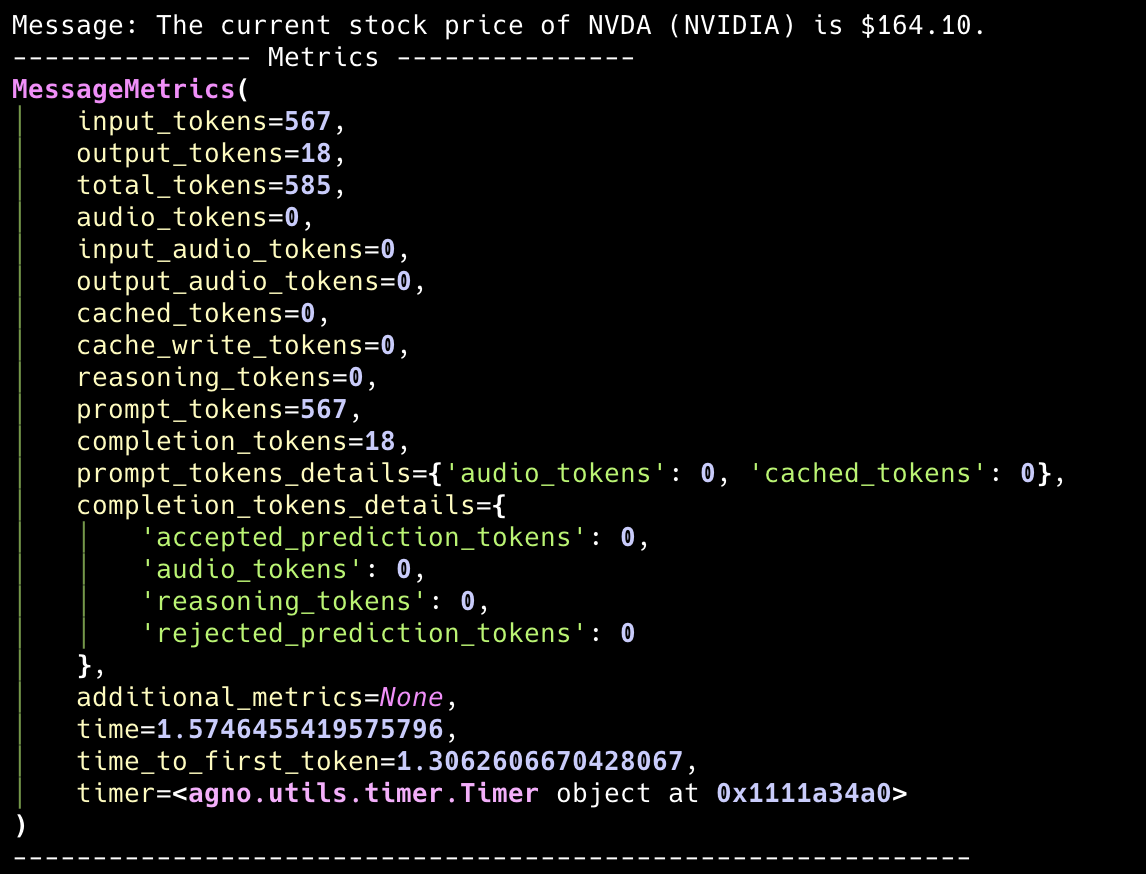 Message: The current stock price of NVDA (NVIDIA) is $164.10.
--------------- Metrics ---------------
MessageMetrics(
    input_tokens=567,
    output_tokens=18,
    total_tokens=585,
    audio_tokens=0,
    input_audio_tokens=0,
    output_audio_tokens=0,
    cached_tokens=0,
    cache_write_tokens=0,
    reasoning_tokens=0,
    prompt_tokens=567,
    completion_tokens=18,
    prompt_tokens_details={'audio_tokens': 0, 'cached_tokens': 0},
    completion_tokens_details={
        'accepted_prediction_tokens': 0,
        'audio_tokens': 0,
        'reasoning_tokens': 0,
        'rejected_prediction_tokens': 0
    },
    additional_metrics=None,
    time=1.5746455419575796,
    time_to_first_token=1.3062606670428067,
    timer=<agno.utils.timer.Timer object at 0x1111a34a0>
)
------------------------------------------------------------